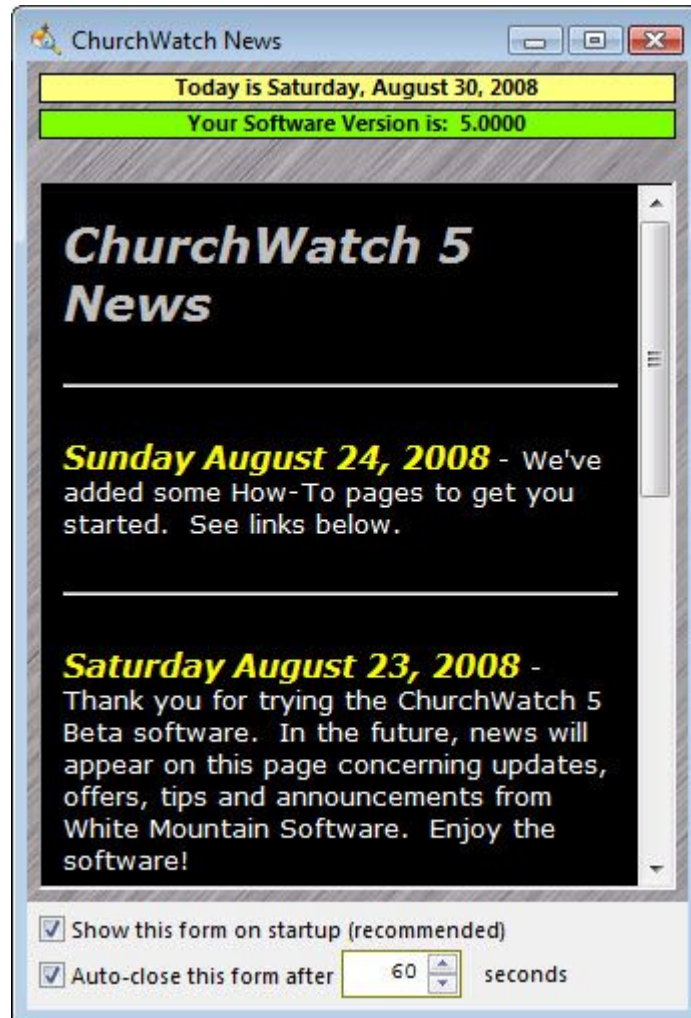 ChurchWatch News
Today is Saturday, August 30, 2008
Your Software Version is:  5.0000
ChurchWatch 5
News
Sunday August 24, 2008 - We've
added some How-To pages to get you
started.  See links below.
Saturday August 23, 2008 -
Thank you for trying the ChurchWatch 5
Beta software.  In the future, news will
appear on this page concerning updates,
offers, tips and announcements from
White Mountain Software.  Enjoy the
software!
Show this form on startup (recommended)
Auto-close this form after 60 seconds